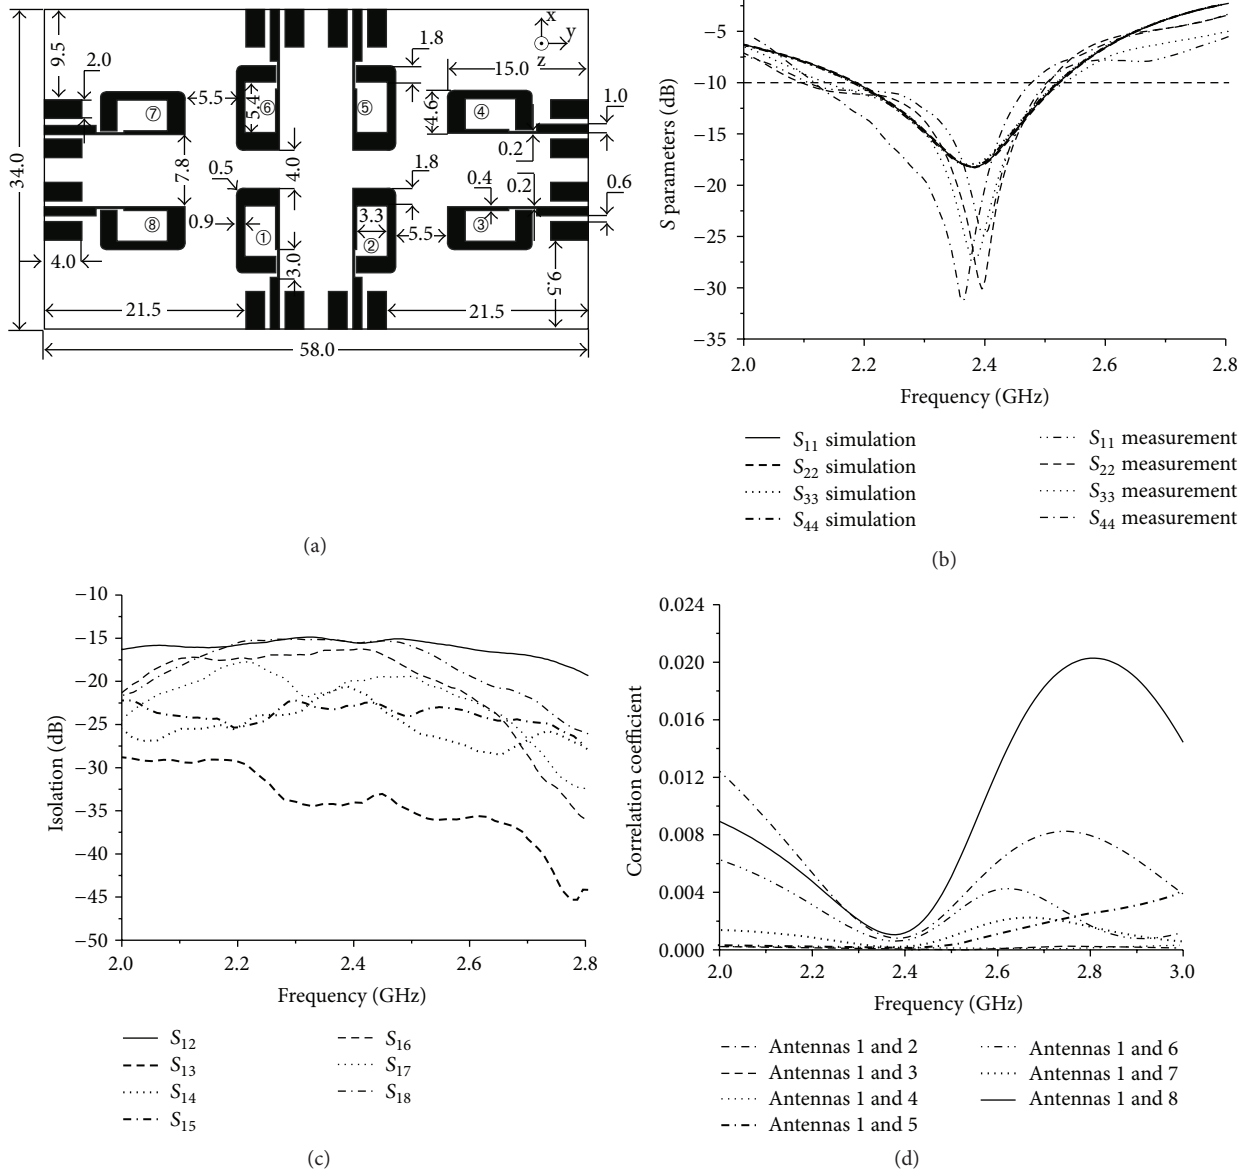 x
y
z
34.0
9.5
2.0
5.5
5.4
1.8
15.0
4.6
1.0
⑦
⑥
⑤
④
7.8
0.5
4.0
1.8
0.4
0.2
0.2
0.6
0.9
3.3
5.5
⑧
①
②
③
4.0
3.0
9.5
21.5
21.5
58.0
(a)
−5
−10
−15
−20
−25
−30
−35
S parameters (dB)
2.0 2.2 2.4 2.6 2.8
Frequency (GHz)
S11 simulation
S22 simulation
S33 simulation
S44 simulation
S11 measurement
S22 measurement
S33 measurement
S44 measurement
(b)
−10
−15
−20
−25
−30
−35
−40
−45
−50
Isolation (dB)
2.0 2.2 2.4 2.6 2.8
Frequency (GHz)
S12
S13
S14
S15
S16
S17
S18
(c)
0.024
0.020
0.016
0.012
0.008
0.004
0.000
Correlation coefficient
2.0 2.2 2.4 2.6 2.8 3.0
Frequency (GHz)
Antennas 1 and 2
Antennas 1 and 3
Antennas 1 and 4
Antennas 1 and 5
Antennas 1 and 6
Antennas 1 and 7
Antennas 1 and 8
(d)